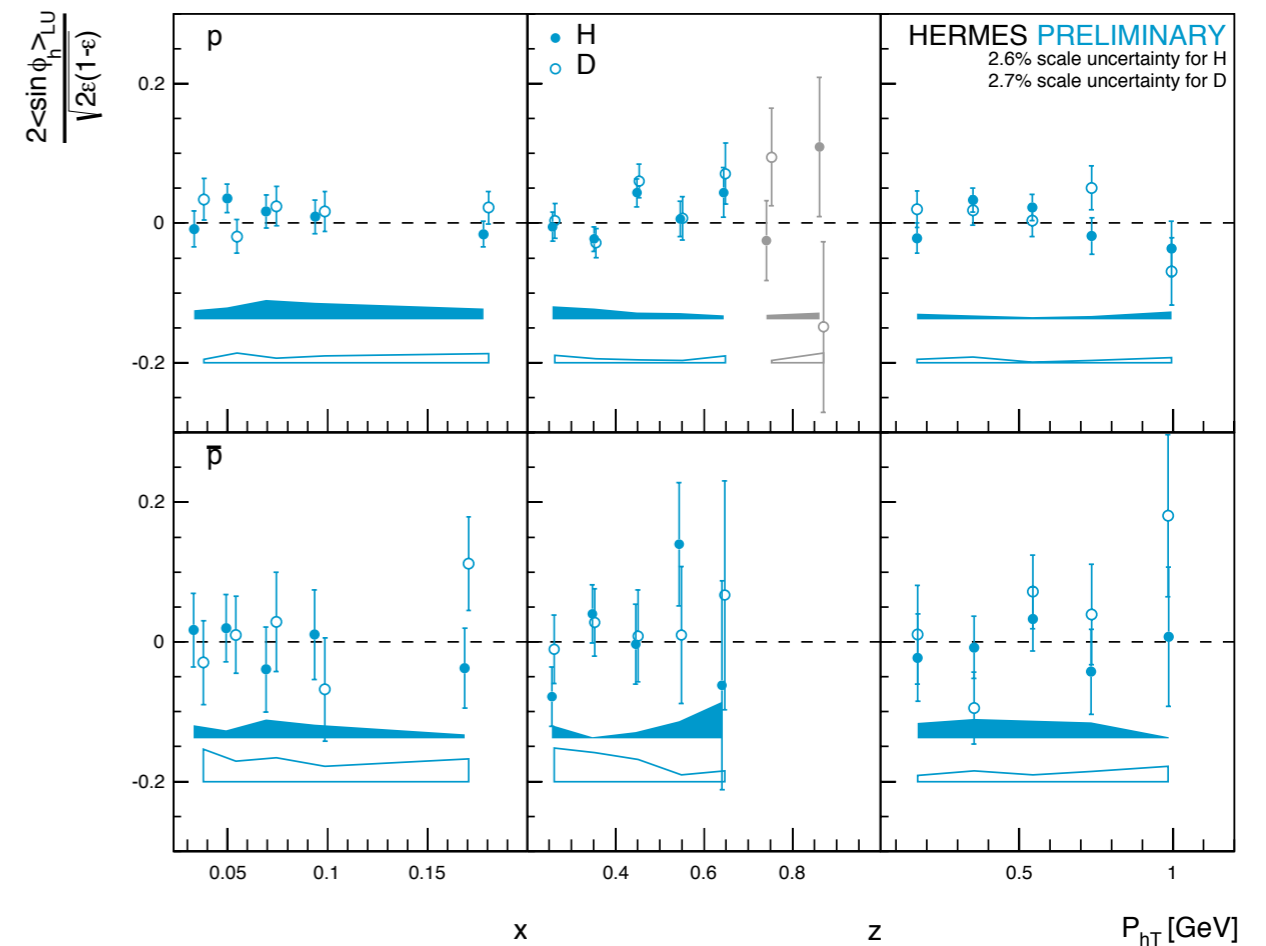 2<sin ϕh>LU
√2ε(1-ε)
p
H
D
HERMES PRELIMINARY
2.6% scale uncertainty for H
2.7% scale uncertainty for D
0.2
0
-0.2
p̅
0.2
0
-0.2
0.05 0.1 0.15 0.4 0.6 0.8 0.5 1
x z PhT [GeV]